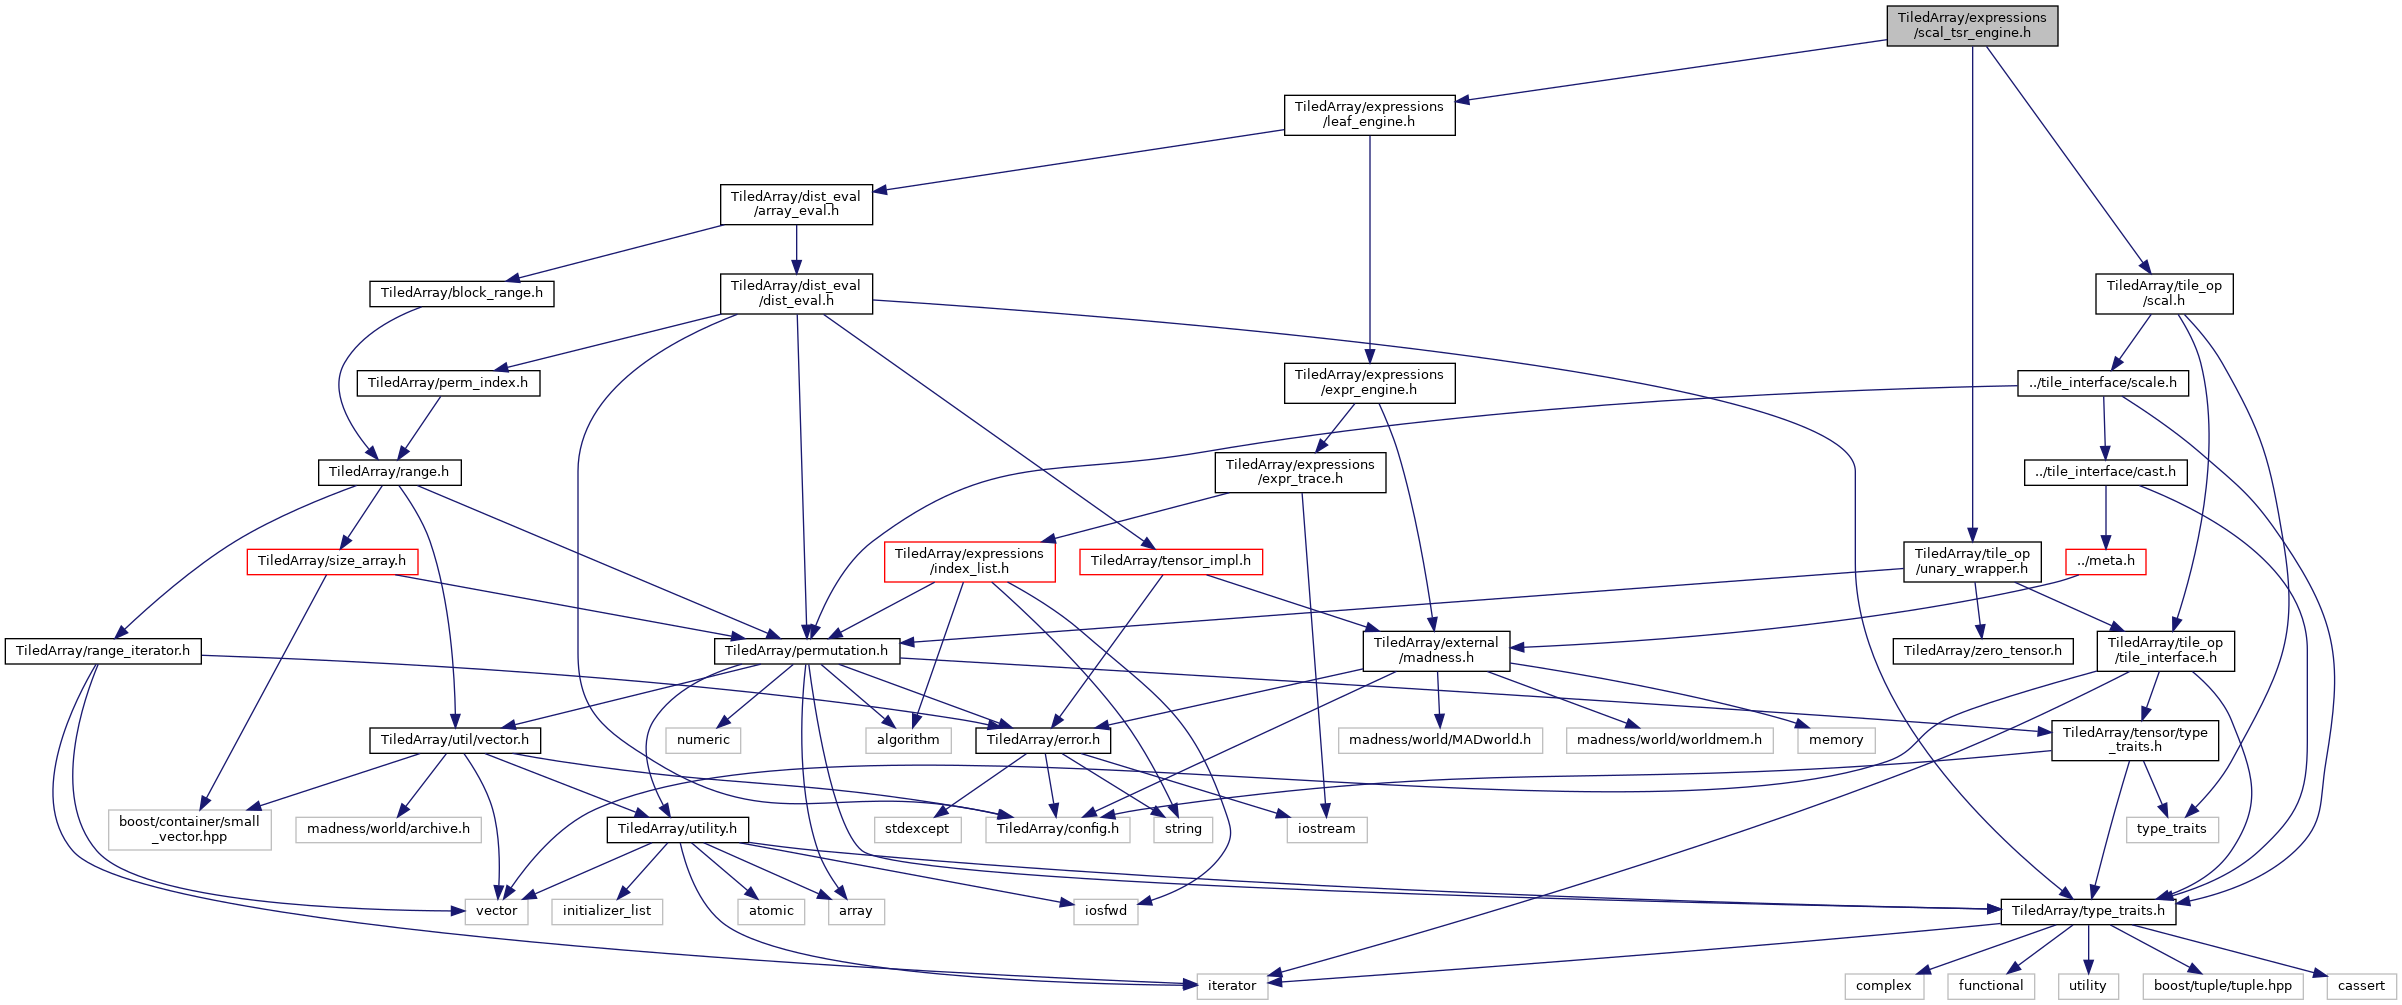 TiledArray/expressions
/scal_tsr_engine.h
TiledArray/expressions
/leaf_engine.h
TiledArray/dist_eval
/array_eval.h
TiledArray/block_range.h
TiledArray/dist_eval
/dist_eval.h
TiledArray/tile_op
/scal.h
TiledArray/perm_index.h
TiledArray/expressions
/expr_engine.h
../tile_interface/scale.h
TiledArray/range.h
TiledArray/expressions
/expr_trace.h
../tile_interface/cast.h
TiledArray/size_array.h
TiledArray/expressions
/index_list.h
TiledArray/tensor_impl.h
TiledArray/tile_op
/unary_wrapper.h
../meta.h
TiledArray/range_iterator.h
TiledArray/permutation.h
TiledArray/external
/madness.h
TiledArray/zero_tensor.h
TiledArray/tile_op
/tile_interface.h
TiledArray/util/vector.h
numeric
algorithm
TiledArray/error.h
madness/world/MADworld.h
madness/world/worldmem.h
memory
TiledArray/tensor/type
_traits.h
boost/container/small
_vector.hpp
madness/world/archive.h
TiledArray/utility.h
stdexcept
TiledArray/config.h
string
iostream
type_traits
vector
initializer_list
atomic
array
iosfwd
TiledArray/type_traits.h
iterator
complex
functional
utility
boost/tuple/tuple.hpp
cassert